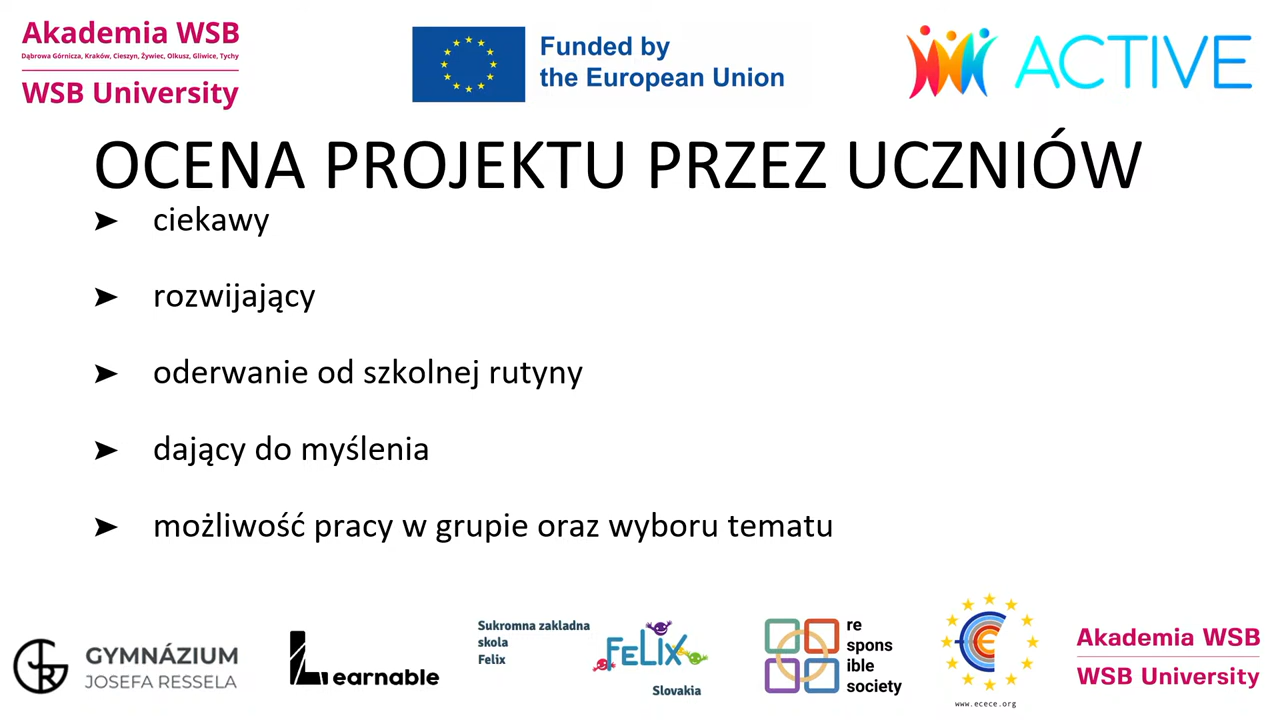 Akademia WSB
Dąbrowa Górnicza, Kraków, Cieszyn, Żywiec, Olkusz, Gliwice, Tychy
WSB University
Funded by
the European Union
ACTIVE
OCENA PROJEKTU PRZEZ UCZNIÓW
➤ ciekawy
➤ rozwijający
➤ oderwanie od szkolnej rutyny
➤ dający do myślenia
➤ możliwość pracy w grupie oraz wyboru tematu
GYMNÁZIUM
JOSEFA RESSELA
Learnable
Sukromna zakladna
skola
Felix
FELIX
Slovakia
re
spons
ible
society
www.ecece.org
Akademia WSB
WSB University